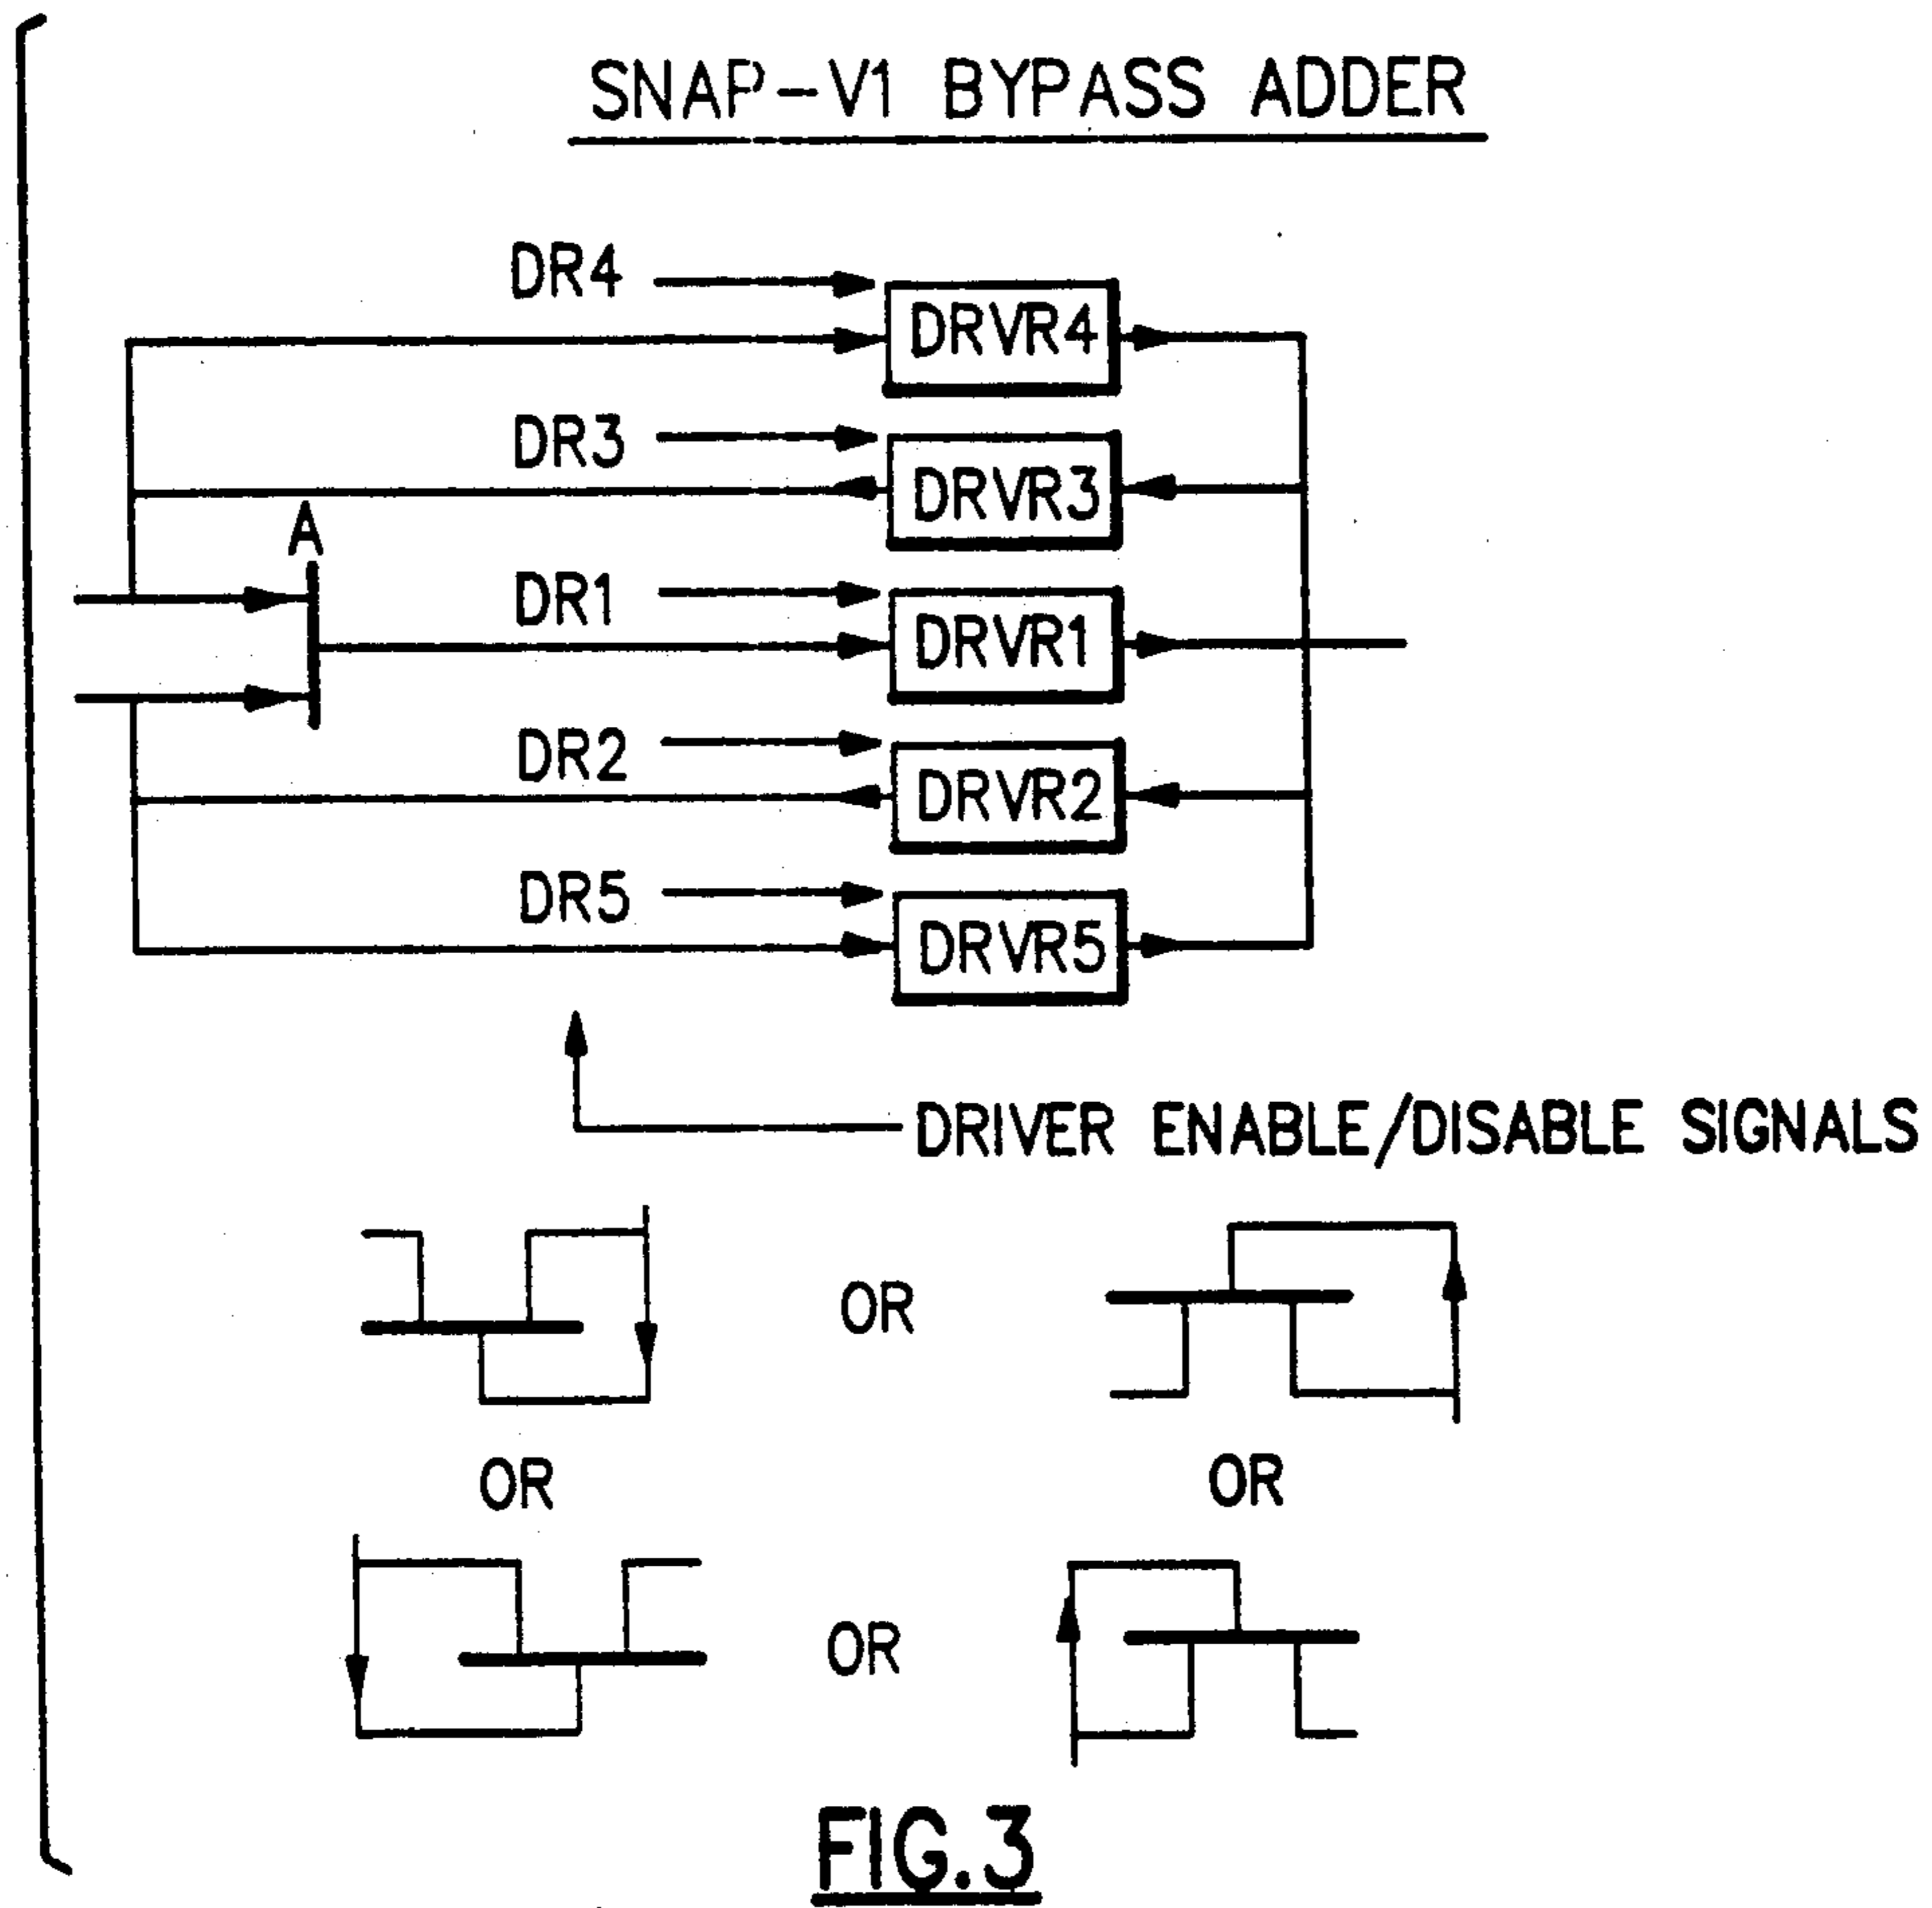 SNAP-V1 BYPASS ADDER
DR4
DRVR4
DR3
DRVR3
A
DR1
DRVR1
DR2
DRVR2
DR5
DRVR5
DRIVER ENABLE/DISABLE SIGNALS
OR
OR
OR
OR
FIG.3